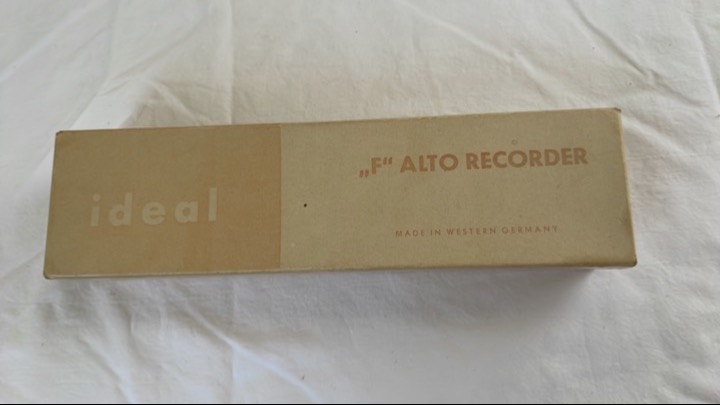 ideal
„F“ ALTO RECORDER
MADE IN WESTERN GERMANY